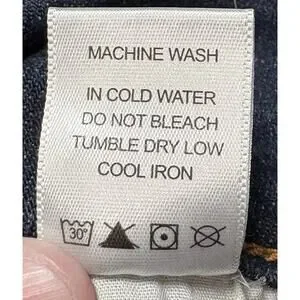 MACHINE WASH
IN COLD WATER
DO NOT BLEACH
TUMBLE DRY LOW
COOL IRON
30°